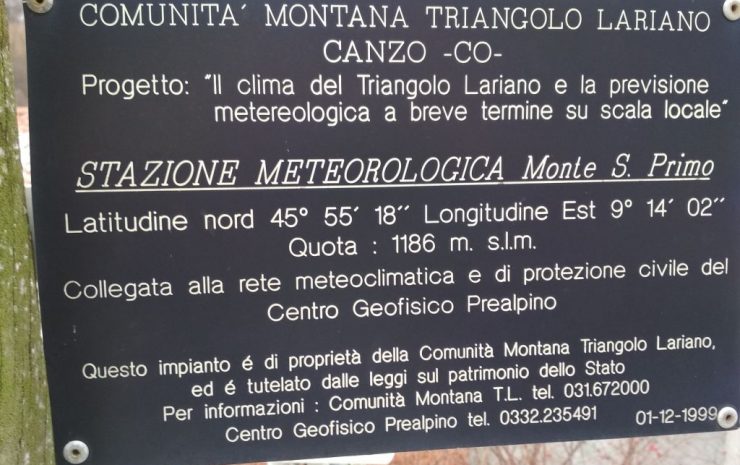 COMUNITA´ MONTANA TRIANGOLO LARIANO
CANZO -CO-
Progetto: "Il clima del Triangolo Lariano e la previsione
metereologica a breve termine su scala locale"
STAZIONE METEOROLOGICA Monte S. Primo
Latitudine nord 45° 55´ 18´´ Longitudine Est 9° 14´ 02´´
Quota : 1186 m. s.l.m.
Collegata alla rete meteoclimatica e di protezione civile del
Centro Geofisico Prealpino
Questo impianto é di proprietà della Comunità Montana Triangolo Lariano,
ed é tutelato dalle leggi sul patrimonio dello Stato
Per informazioni : Comunità Montana T.L. tel. 031.672000
Centro Geofisico Prealpino tel. 0332.235491 01-12-1999